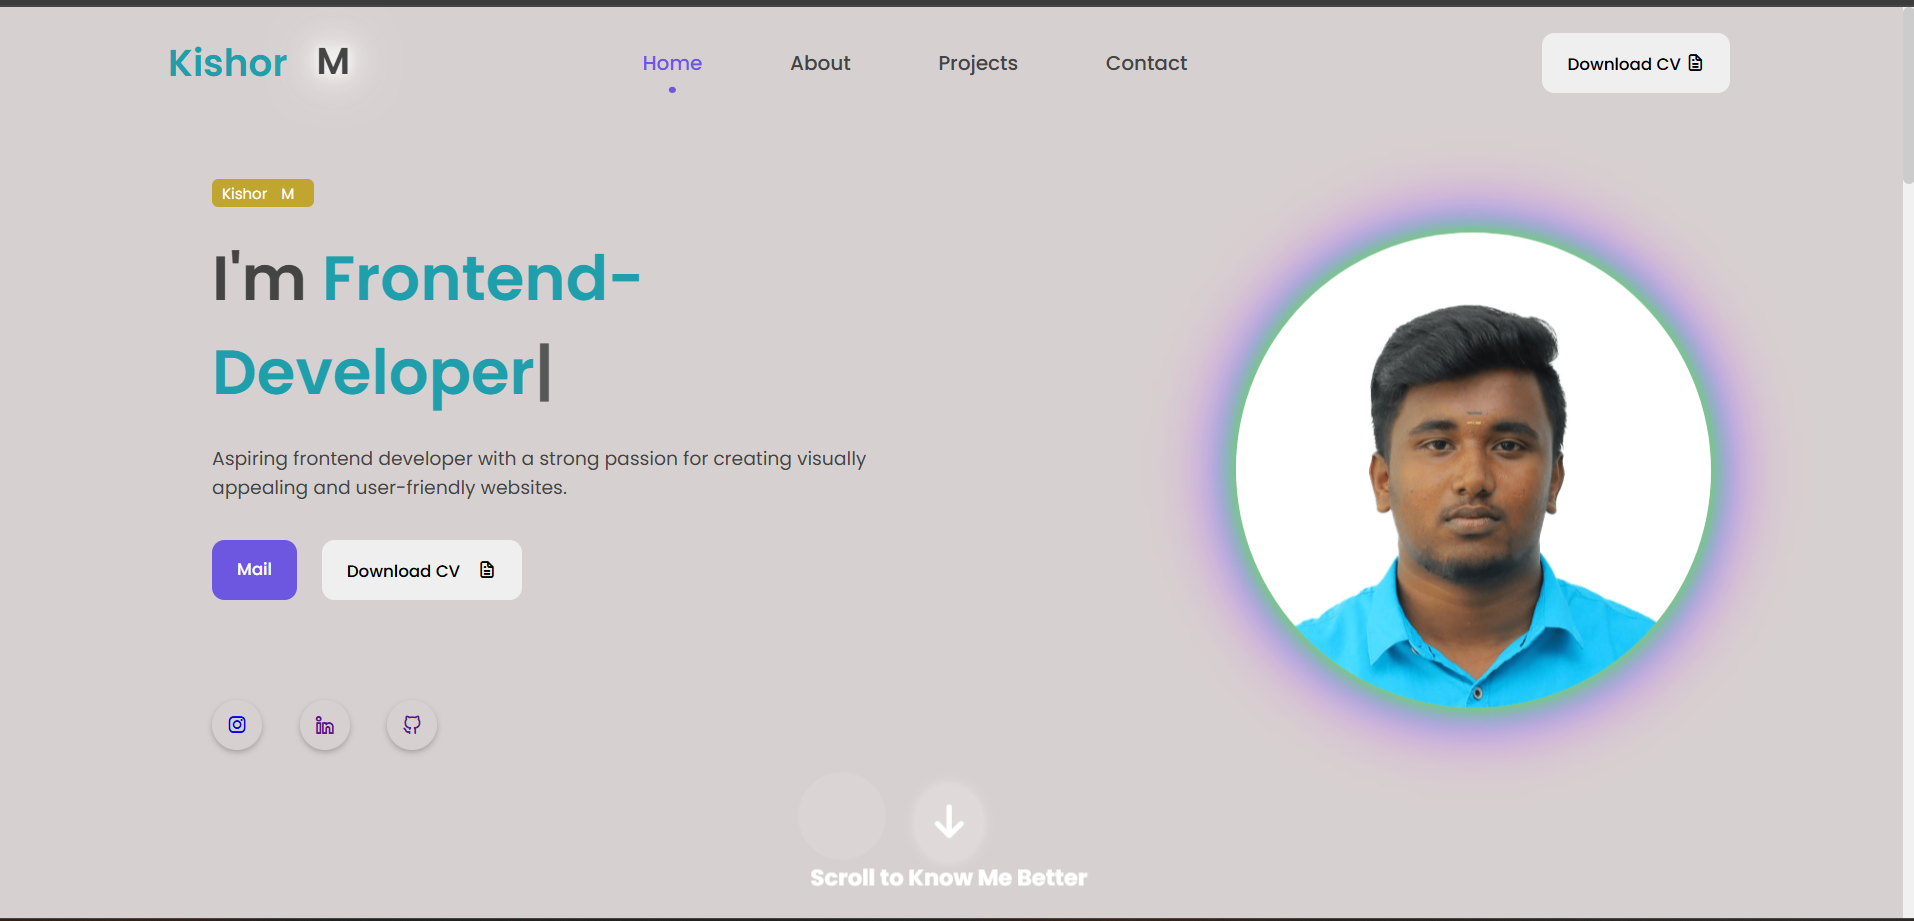 Kishor M
Home About Projects Contact
Download CV
Kishor M
I'm Frontend-
Developer|
Aspiring frontend developer with a strong passion for creating visually
appealing and user-friendly websites.
Mail
Download CV
Scroll to Know Me Better